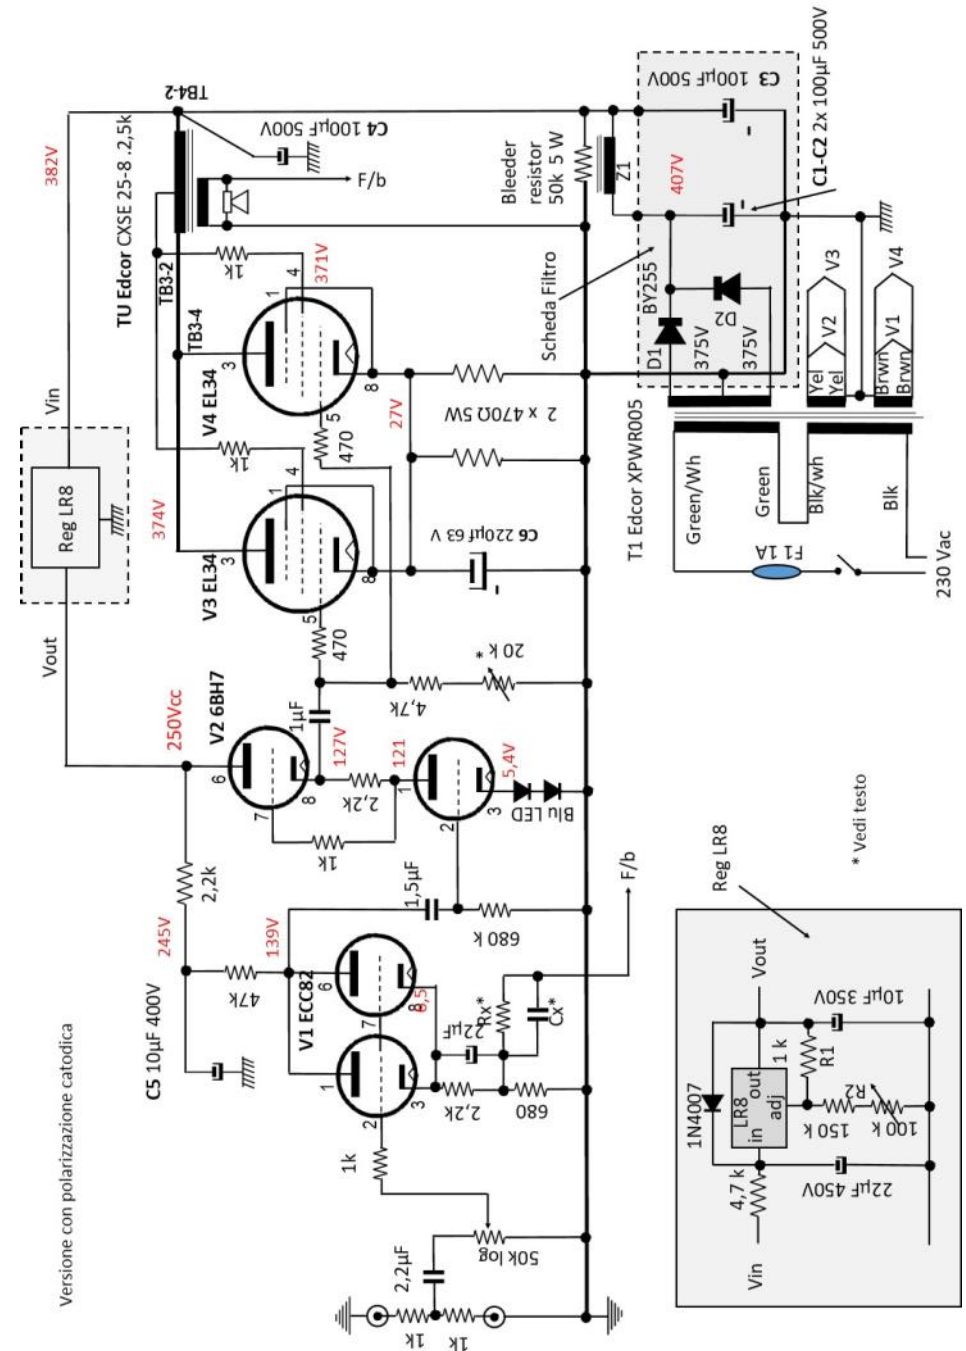 Versione con polarizzazione catodica
382V
TB4-2
C4 100µF 500V
TU Edcor CXSE 25-8 .2,5k
F/b
Vin
Reg LR8
Vout
374V
TB3-2
TB3-4
1k
4
371V
1
3
V4 EL34
5
470
8
27V
1k
4
1
3
V3 EL34
5
470
8
2 x 470Ω 5W
C6 220µf 63 V
Bleeder
resistor
50k 5 W
Z1
407V
C3 100µF 500V
C1-C2 2x 100µF 500V
Scheda Filtro
BY255
D1
D2
375V
375V
T1 Edcor XPWR005
Yel
Yel
V2
V3
Brwn
Brwn
V1
V4
Green/Wh
Green
Blk/wh
Blk
F1 1A
230 Vac
250Vcc
V2 6BH7
6
7
8
1µF
127V
2,2k
1k
121
1
2
3
5,4V
Blu LED
4,7k
20 k *
2,2k
245V
C5 10µF 400V
47k
139V
V1 ECC82
6
7
8
6,5
1
2
3
1,5µF
680 k
22µF
2,2k
680
Rx*
Cx*
F/b
1k
50k log
2,2µF
1k
1k
* Vedi testo
Reg LR8
Vin
4,7 k
1N4007
LR8
in
out
adj
Vout
1 k
R1
R2
150 k
100 k
22µF 450V
10µF 350V